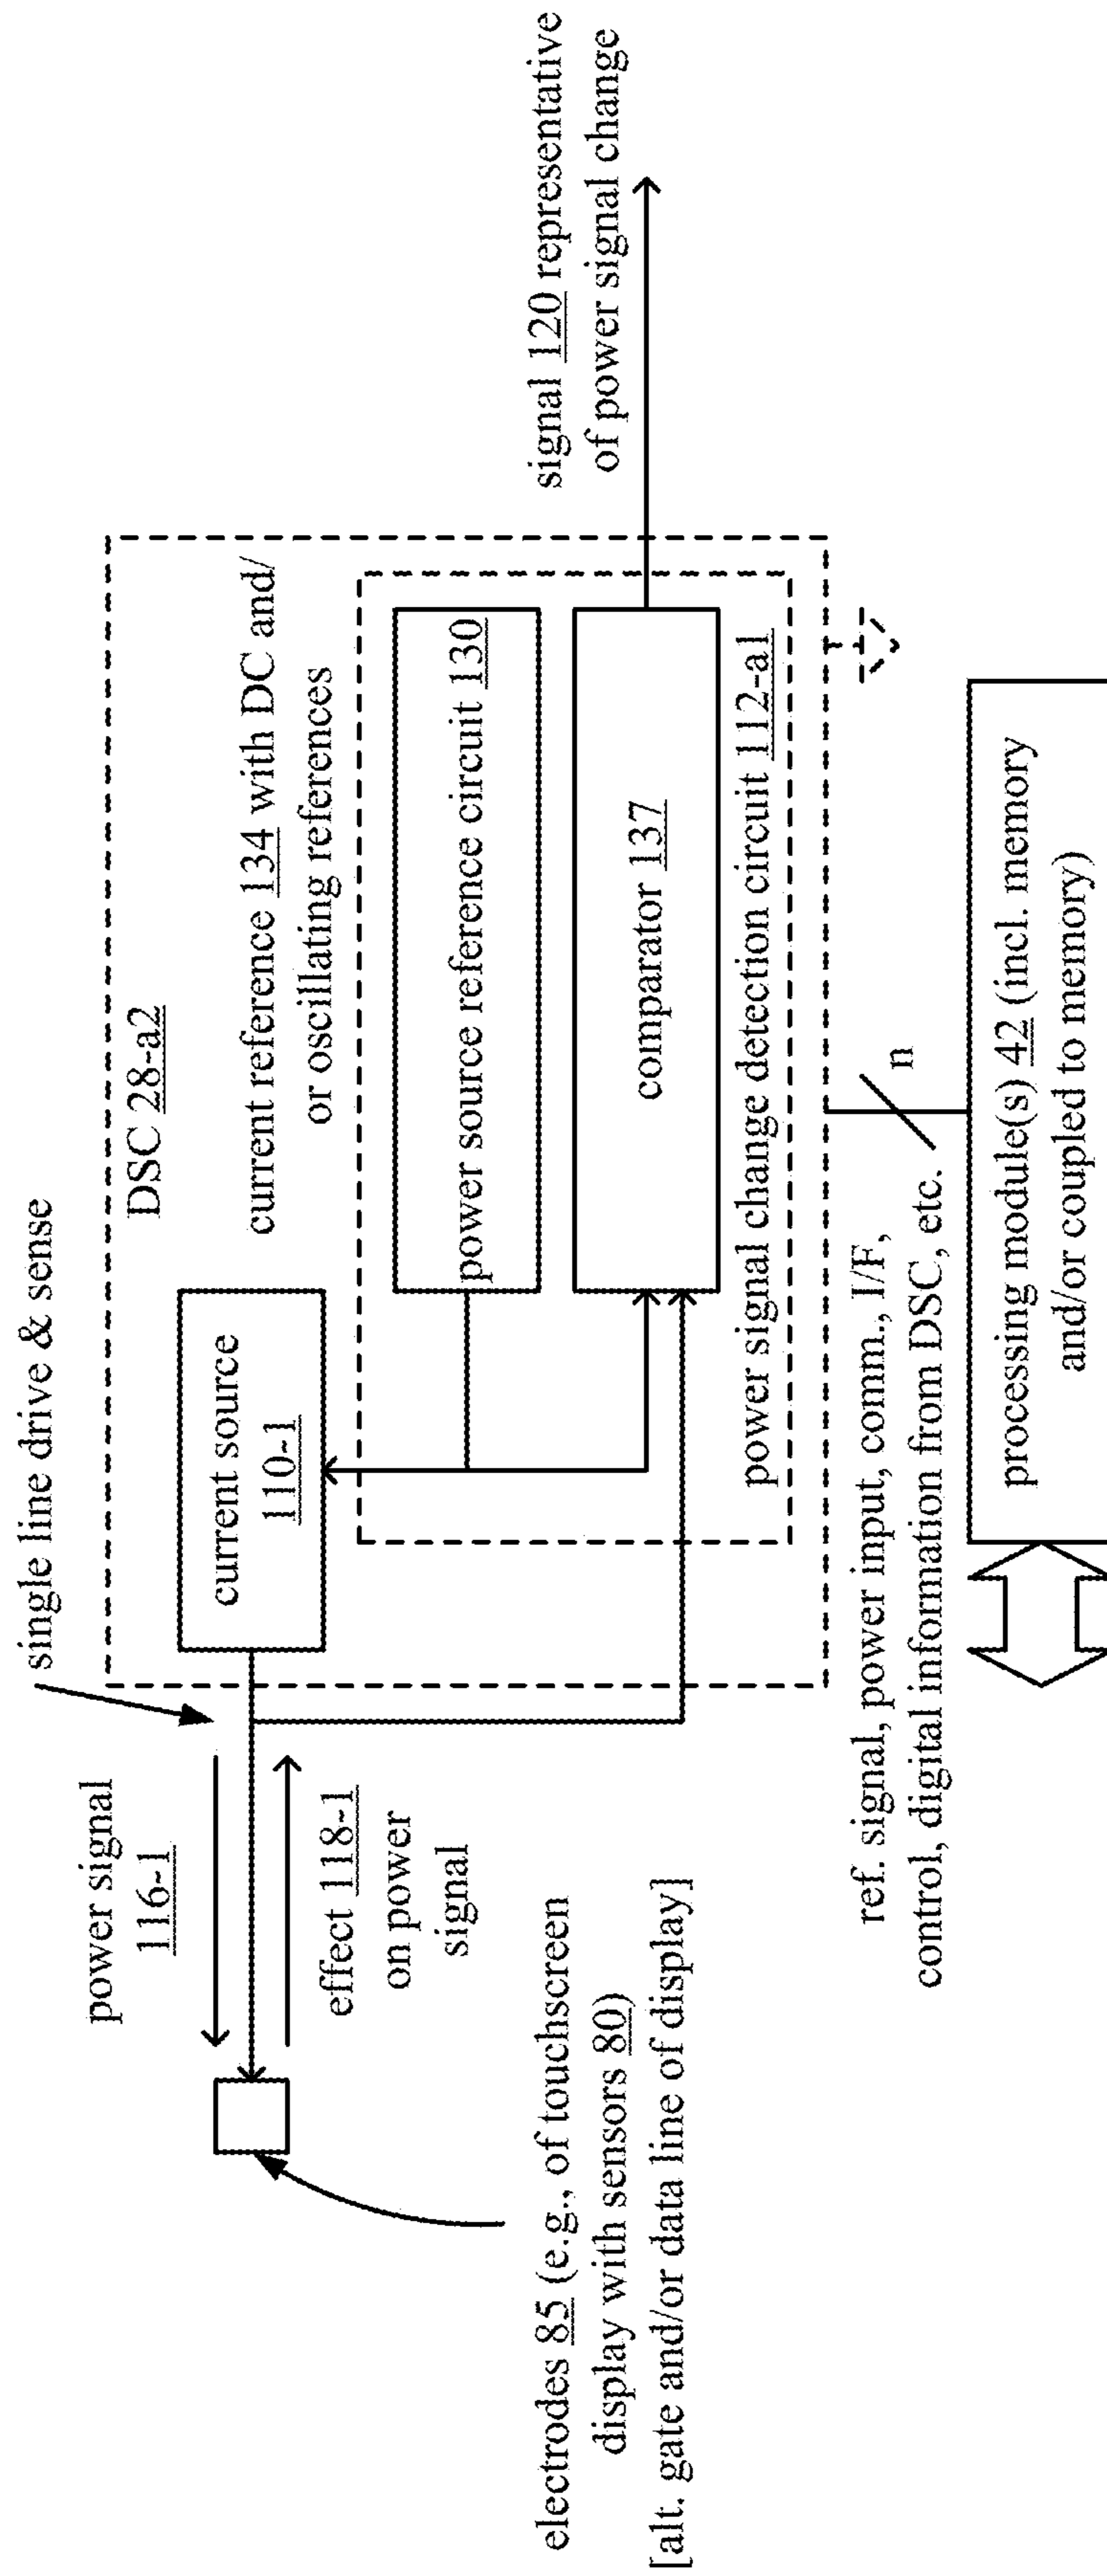 single line drive & sense
power signal
116-1
effect 118-1
on power
signal
electrodes 85 (e.g., of touchscreen
display with sensors 80)
[alt. gate and/or data line of display]
DSC 28-a2
current source
110-1
current reference 134 with DC and/
or oscillating references
power source reference circuit 130
comparator 137
power signal change detection circuit 112-a1
signal 120 representative
of power signal change
ref. signal, power input, comm., I/F,
control, digital information from DSC, etc.
n
processing module(s) 42 (incl. memory
and/or coupled to memory)